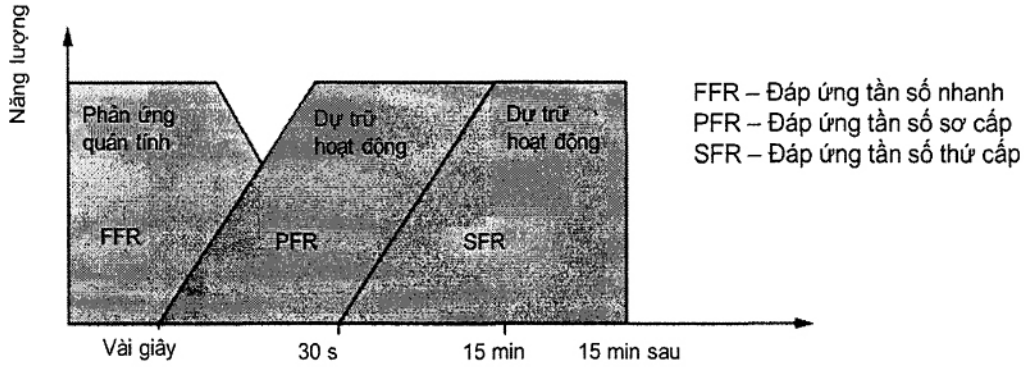 Năng lượng
Phản ứng
quán tính
Dự trữ
hoạt động
Dự trữ
hoạt động
FFR
PFR
SFR
Vài giây
30 s
15 min
15 min sau
FFR – Đáp ứng tần số nhanh
PFR – Đáp ứng tần số sơ cấp
SFR – Đáp ứng tần số thứ cấp